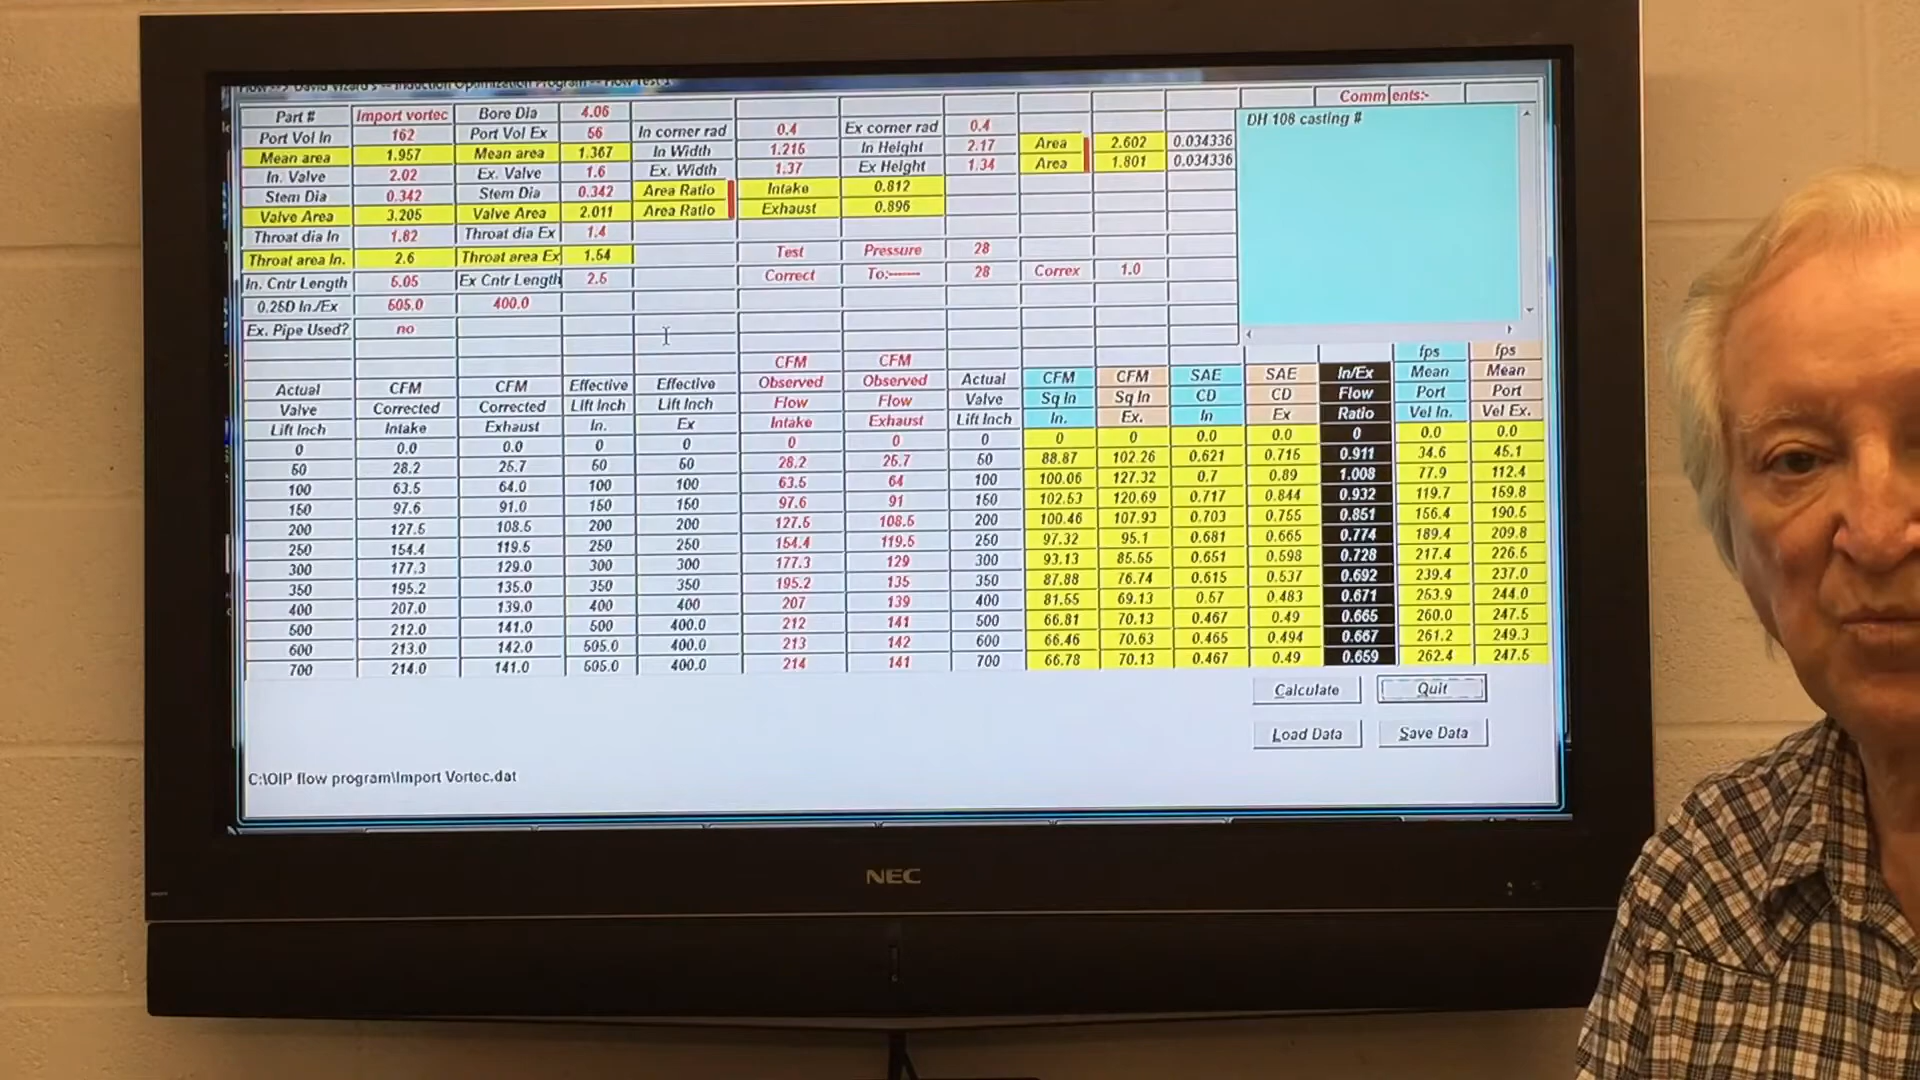 Flow --> David Vizard's -- Induction Optimization Program -- Flow Test 1
Part # Import vortec Bore Dia 4.06 Comm ents:-
Port Vol In 162 Port Vol Ex 56 In corner rad 0.4 Ex corner rad 0.4 Area 2.602 0.034336 DH 108 casting #
Mean area 1.957 Mean area 1.367 In Width 1.215 In Height 2.17 Area 1.801 0.034336
In. Valve 2.02 Ex. Valve 1.6 Ex. Width 1.37 Ex Height 1.34
Stem Dia 0.342 Stem Dia 0.342 Area Ratio Intake 0.812
Valve Area 3.205 Valve Area 2.011 Area Ratio Exhaust 0.896
Throat dia In 1.82 Throat dia Ex 1.4
Throat area In. 2.6 Throat area Ex 1.54 Test Pressure 28
In. Cntr Length 5.05 Ex Cntr Length 2.5 Correct To:------ 28 Correx 1.0
0.25D In/Ex 505.0 400.0
Ex. Pipe Used? no
CFM CFM fps fps
Actual CFM CFM Effective Effective Observed Observed Actual CFM CFM SAE SAE In/Ex Mean Mean
Valve Corrected Corrected Lift Inch Lift Inch Flow Flow Valve Sq In Sq In CD CD Flow Port Port
Lift Inch Intake Exhaust In. Ex Intake Exhaust Lift Inch In. Ex. In Ex Ratio Vel In. Vel Ex.
0 0.0 0.0 0 0 0 0 0 0 0 0.0 0.0 0 0.0 0.0
50 28.2 25.7 50 50 28.2 25.7 50 88.87 102.26 0.621 0.715 0.911 34.6 45.1
100 63.5 64.0 100 100 63.5 64 100 100.06 127.32 0.7 0.89 1.008 77.9 112.4
150 97.6 91.0 150 150 97.6 91 150 102.53 120.69 0.717 0.844 0.932 119.7 159.8
200 127.5 108.5 200 200 127.5 108.5 200 100.46 107.93 0.703 0.755 0.851 156.4 190.5
250 154.4 119.5 250 250 154.4 119.5 250 97.32 95.1 0.681 0.665 0.774 189.4 209.8
300 177.3 129.0 300 300 177.3 129 300 93.13 85.55 0.651 0.598 0.728 217.4 226.5
350 195.2 135.0 350 350 195.2 135 350 87.88 76.74 0.615 0.537 0.692 239.4 237.0
400 207.0 139.0 400 400 207 139 400 81.55 69.13 0.57 0.483 0.671 253.9 244.0
500 212.0 141.0 500 400.0 212 141 500 66.81 70.13 0.467 0.49 0.665 260.0 247.5
600 213.0 142.0 505.0 400.0 213 142 600 66.46 70.63 0.465 0.494 0.667 261.2 249.3
700 214.0 141.0 505.0 400.0 214 141 700 66.78 70.13 0.467 0.49 0.659 262.4 247.5
Calculate Quit
Load Data Save Data
C:\OIP flow program\Import Vortec.dat
NEC